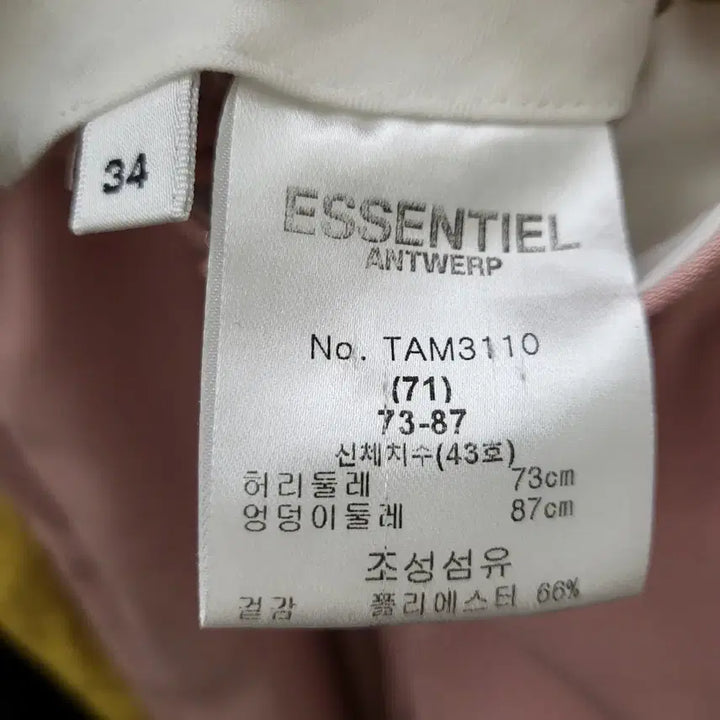 34
ESSENTIEL
ANTWERP
No. TAM3110
(71)
73-87
신체치수(43호)
허리둘레 73cm
엉덩이둘레 87cm
조성섬유
겉감 폴리에스터 66%